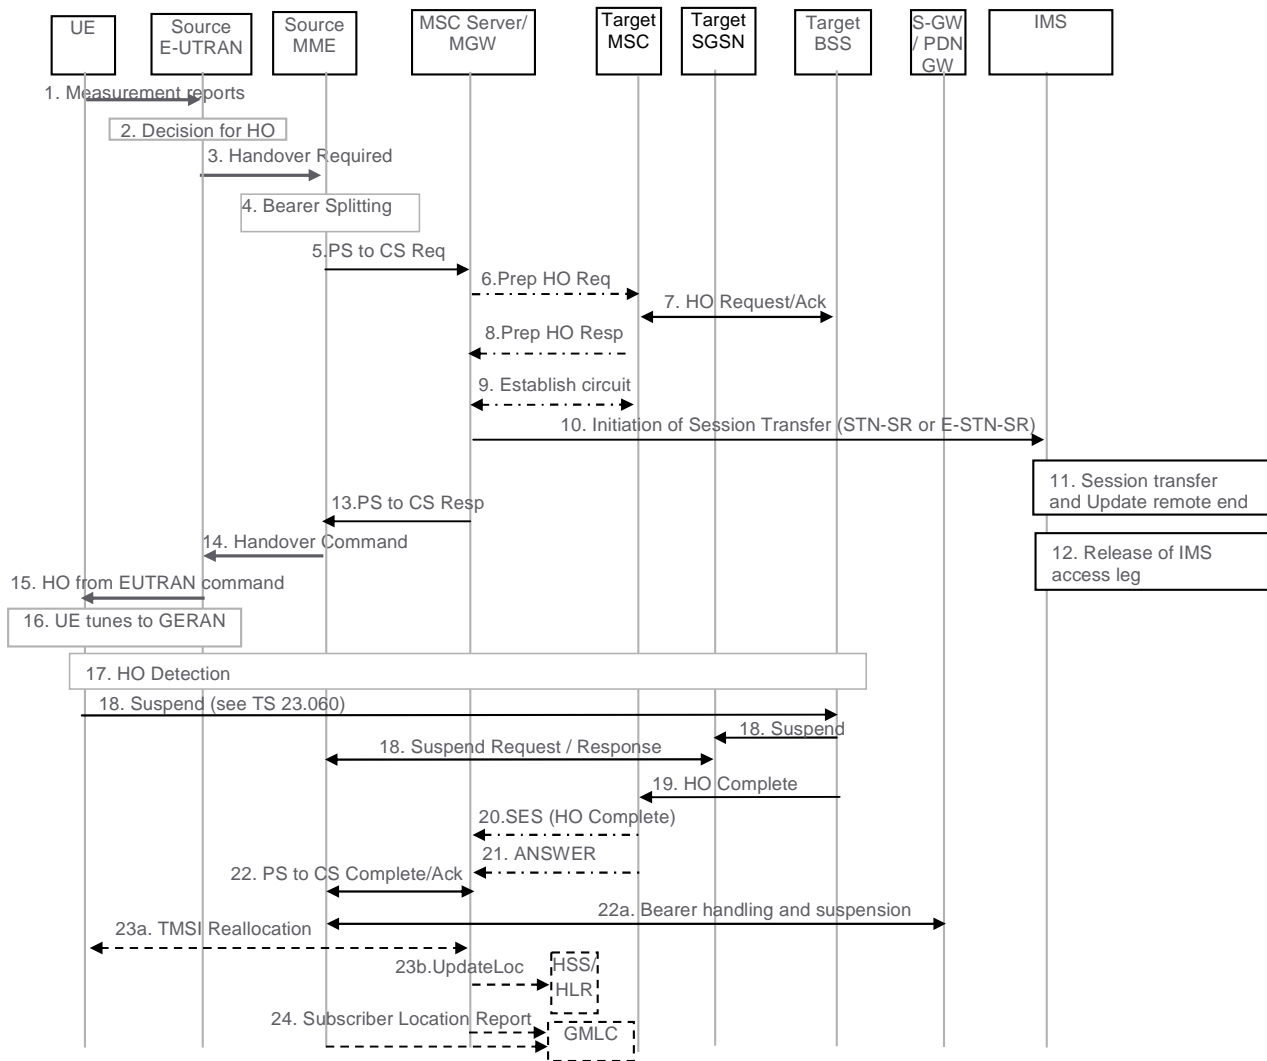 UE
Source
E-UTRAN
Source
MME
MSC Server/
MGW
Target
MSC
Target
SGSN
Target
BSS
S-GW
/ PDN
GW
IMS
1. Measurement reports
2. Decision for HO
3. Handover Required
4. Bearer Splitting
5.PS to CS Req
6.Prep HO Req
7. HO Request/Ack
8.Prep HO Resp
9. Establish circuit
10. Initiation of Session Transfer (STN-SR or E-STN-SR)
11. Session transfer
and Update remote end
13.PS to CS Resp
12. Release of IMS
access leg
14. Handover Command
15. HO from EUTRAN command
16. UE tunes to GERAN
17. HO Detection
18. Suspend (see TS 23.060)
18. Suspend
18. Suspend Request / Response
19. HO Complete
20.SES (HO Complete)
21. ANSWER
22. PS to CS Complete/Ack
22a. Bearer handling and suspension
23a. TMSI Reallocation
23b.UpdateLoc
HSS/
HLR
24. Subscriber Location Report
GMLC